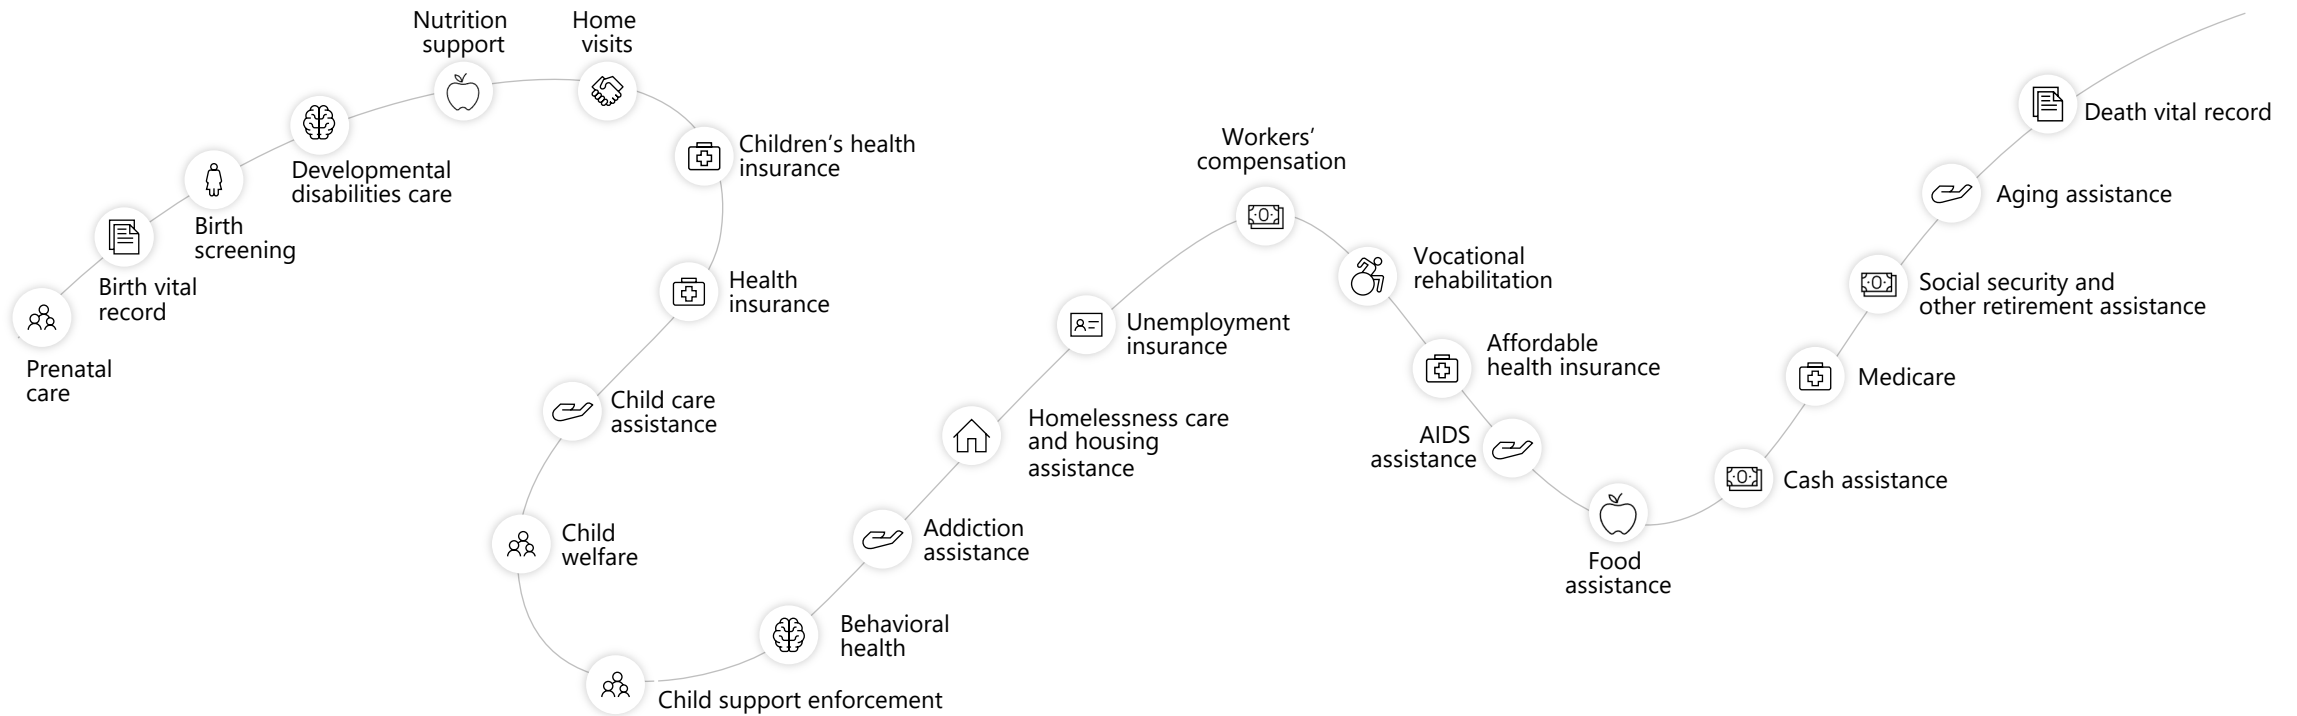 Nutrition
support
Home
visits
Developmental
disabilities care
Birth
screening
Birth vital
record
Prenatal
care
Children’s health
insurance
Health
insurance
Child care
assistance
Child
welfare
Child support enforcement
Behavioral
health
Addiction
assistance
Homelessness care
and housing
assistance
Unemployment
insurance
Workers’
compensation
Vocational
rehabilitation
Affordable
health insurance
AIDS
assistance
Food
assistance
Cash assistance
Medicare
Social security and
other retirement assistance
Aging assistance
Death vital record